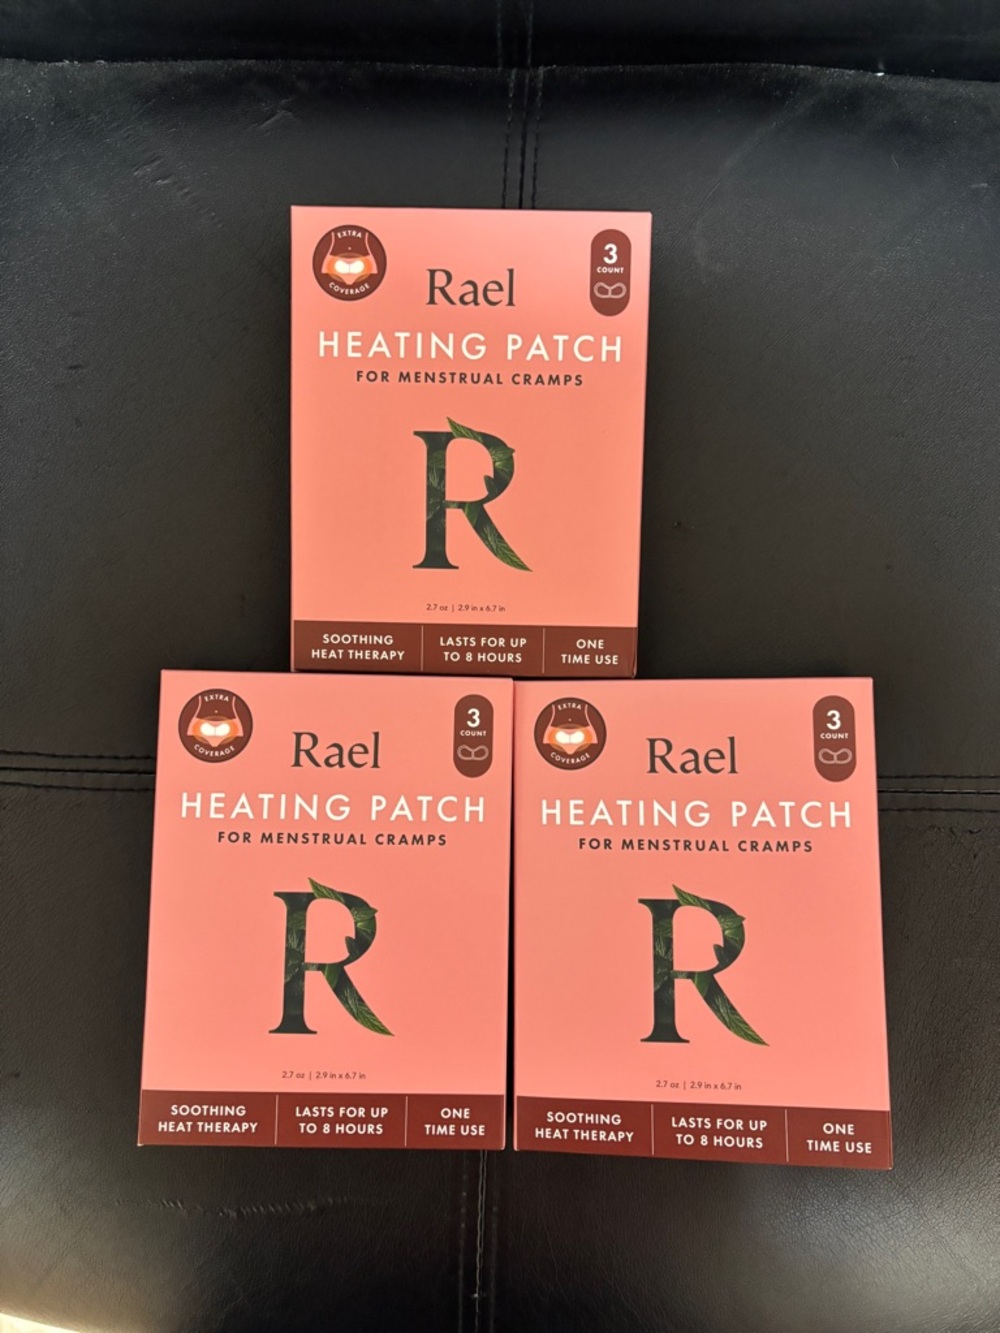 EXTRA
COVERAGE
3
COUNT
Rael
HEATING PATCH
FOR MENSTRUAL CRAMPS
R
2.7 oz | 2.9 in x 6.7 in
SOOTHING
HEAT THERAPY
LASTS FOR UP
TO 8 HOURS
ONE
TIME USE
EXTRA
COVERAGE
3
COUNT
Rael
HEATING PATCH
FOR MENSTRUAL CRAMPS
R
2.7 oz | 2.9 in x 6.7 in
SOOTHING
HEAT THERAPY
LASTS FOR UP
TO 8 HOURS
ONE
TIME USE
EXTRA
COVERAGE
3
COUNT
Rael
HEATING PATCH
FOR MENSTRUAL CRAMPS
R
2.7 oz | 2.9 in x 6.7 in
SOOTHING
HEAT THERAPY
LASTS FOR UP
TO 8 HOURS
ONE
TIME USE